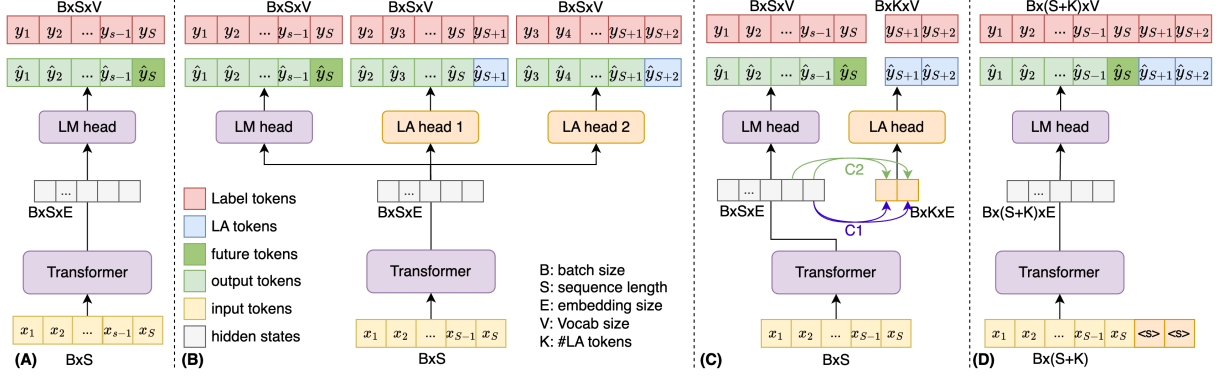 BxSxV
y1 y2 ... ys−1 yS
ŷ1 ŷ2 ... ŷs−1 ŷS
LM head
...
BxSxE
Transformer
x1 x2 ... xs−1 xS
(A) BxS
BxSxV BxSxV BxSxV
y1 y2 ... ys−1 yS y2 y3 ... yS yS+1 y3 y4 ... yS+1 yS+2
ŷ1 ŷ2 ... ŷs−1 ŷS ŷ2 ŷ3 ... ŷS ŷS+1 ŷ3 ŷ4 ... ŷS+1 ŷS+2
LM head LA head 1 LA head 2
...
BxSxE
Transformer
x1 x2 ... xS−1 xS
(B) BxS
Label tokens
LA tokens
future tokens
output tokens
input tokens
hidden states
B: batch size
S: sequence length
E: embedding size
V: Vocab size
K: #LA tokens
BxSxV BxKxV
y1 y2 ... ys−1 yS yS+1 yS+2
ŷ1 ŷ2 ... ŷs−1 ŷS ŷS+1 ŷS+2
LM head LA head
C2
...
BxSxE BxKxE
C1
Transformer
x1 x2 ... xS−1 xS
(C) BxS
Bx(S+K)xV
y1 y2 ... yS−1 yS yS+1 yS+2
ŷ1 ŷ2 ... ŷS−1 ŷS ŷS+1 ŷS+2
LM head
...
Bx(S+K)xE
Transformer
x1 x2 ... xS−1 xS <s> <s>
(D) Bx(S+K)